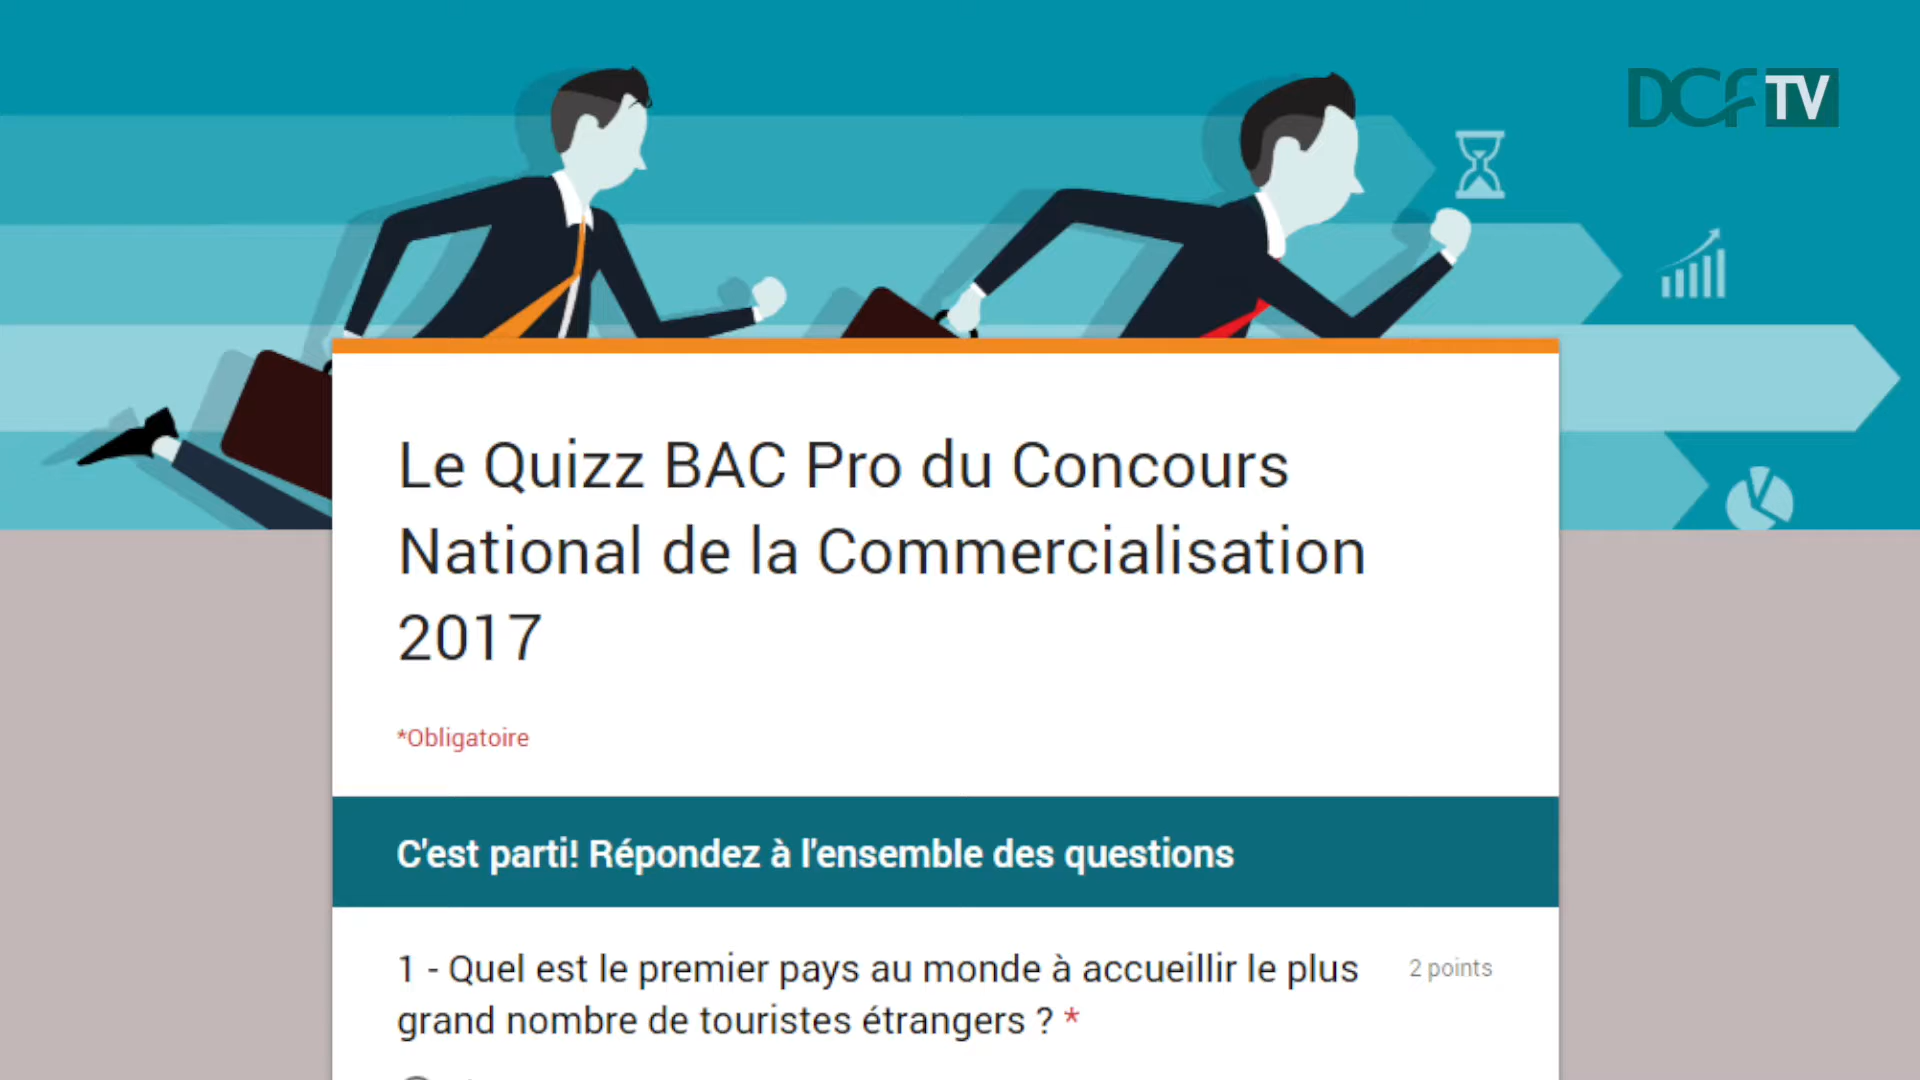 DCF TV
Le Quizz BAC Pro du Concours
National de la Commercialisation
2017
*Obligatoire
C'est parti! Répondez à l'ensemble des questions
1 - Quel est le premier pays au monde à accueillir le plus
2 points
grand nombre de touristes étrangers ? *